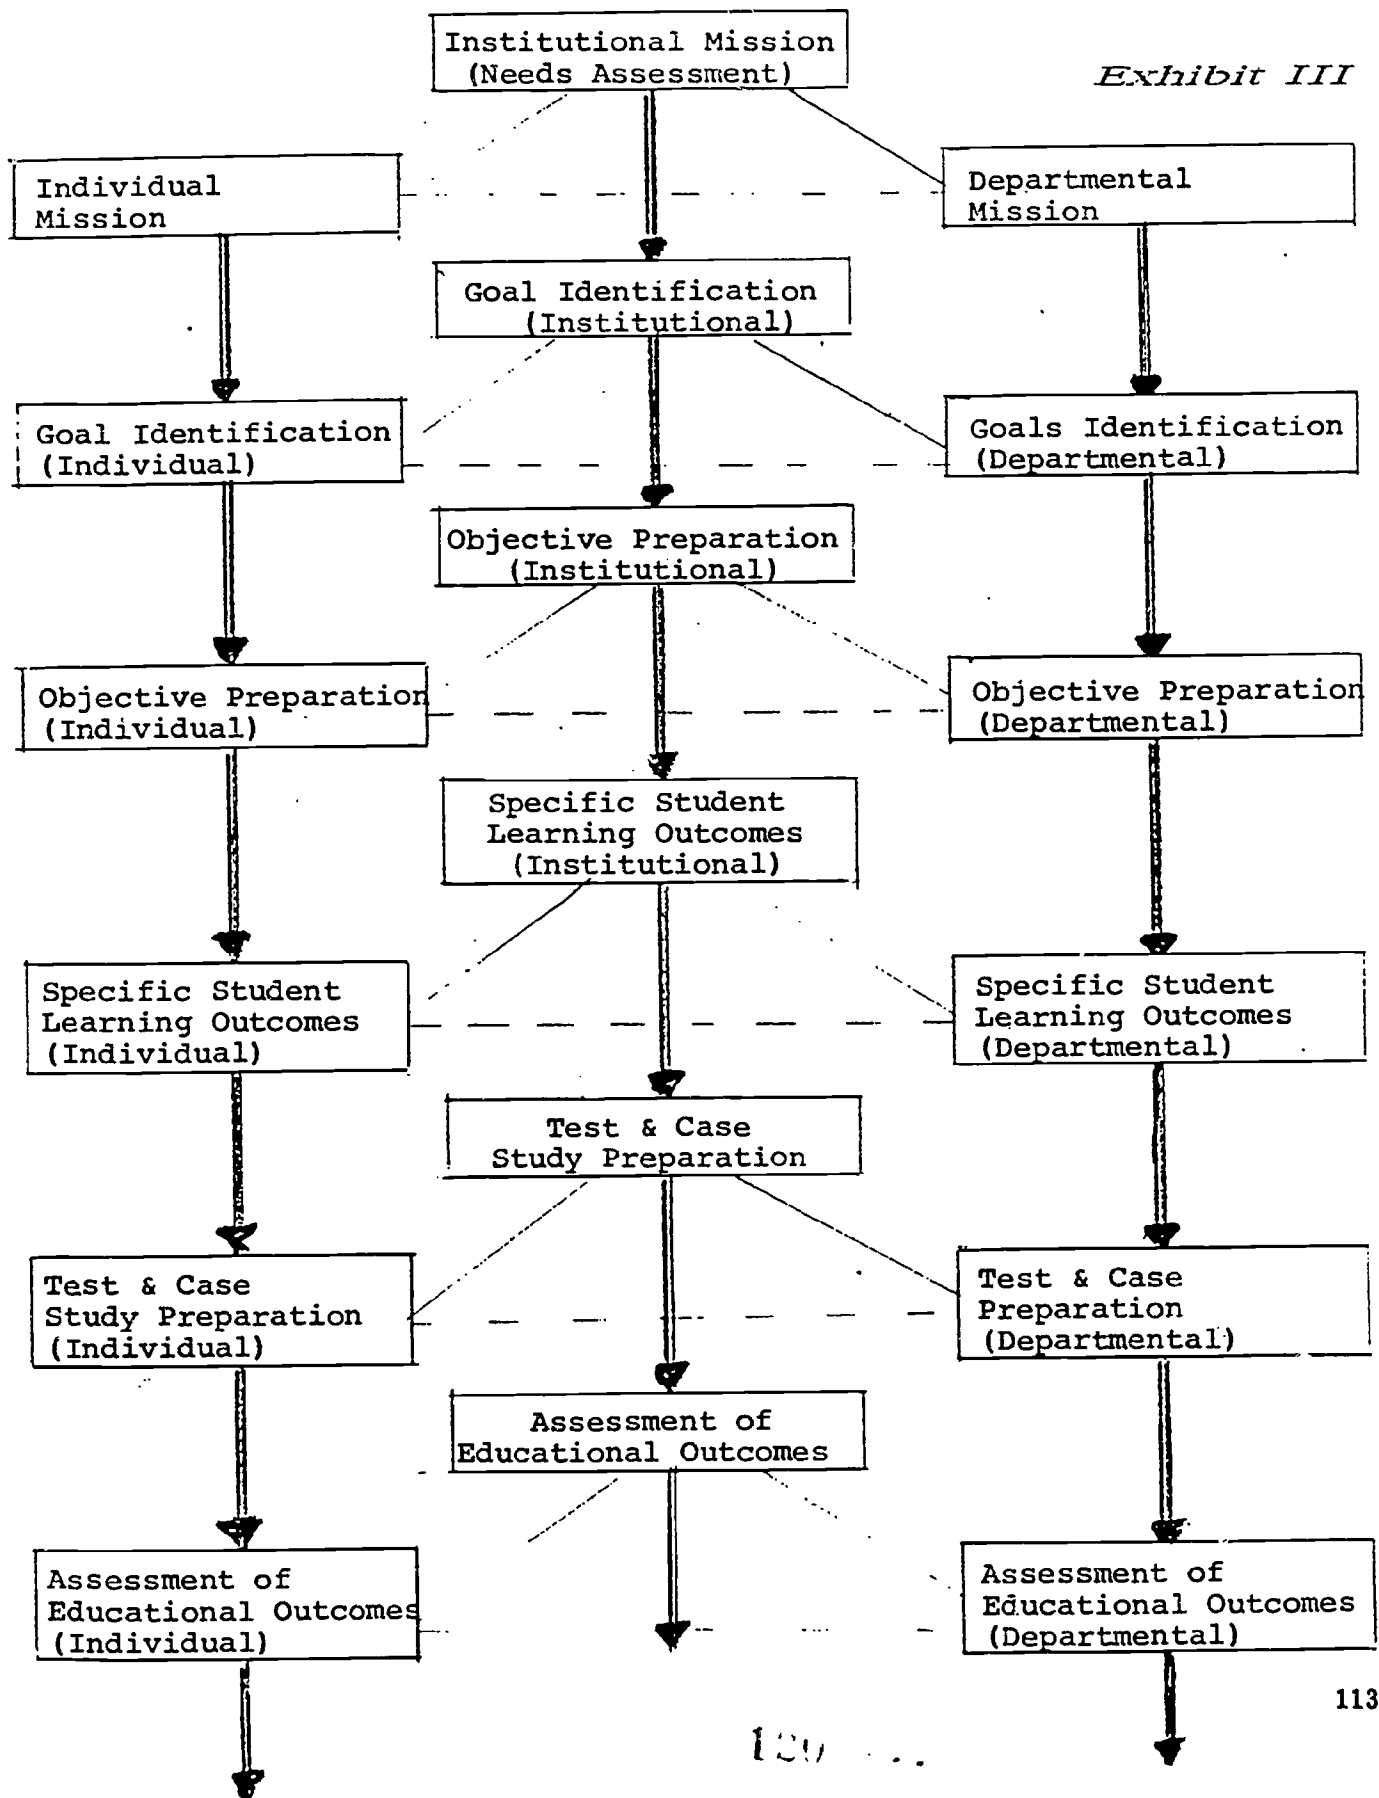 Institutional Mission
(Needs Assessment)
Exhibit III
Individual
Mission
Departmental
Mission
Goal Identification
(Institutional)
Goal Identification
(Individual)
Goals Identification
(Departmental)
Objective Preparation
(Institutional)
Objective Preparation
(Individual)
Objective Preparation
(Departmental)
Specific Student
Learning Outcomes
(Institutional)
Specific Student
Learning Outcomes
(Individual)
Specific Student
Learning Outcomes
(Departmental)
Test & Case
Study Preparation
Test & Case
Study Preparation
(Individual)
Test & Case
Preparation
(Departmental)
Assessment of
Educational Outcomes
Assessment of
Educational Outcomes
(Individual)
Assessment of
Educational Outcomes
(Departmental)
113